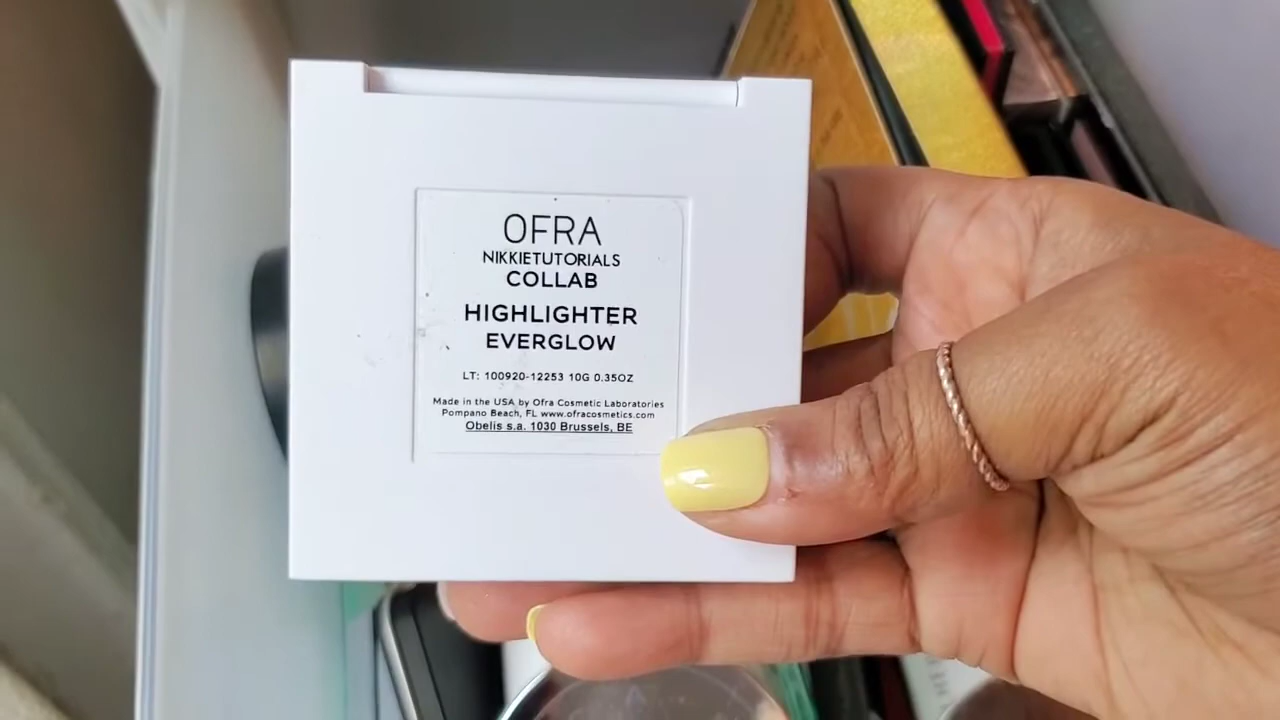 OFRA
NIKKIETUTORIALS
COLLAB
HIGHLIGHTER
EVERGLOW
LT: 100920-12253 10G 0.35OZ
Made in the USA by Ofra Cosmetic Laboratories
Pompano Beach, FL www.ofracosmetics.com
Obelis s.a. 1030 Brussels, BE